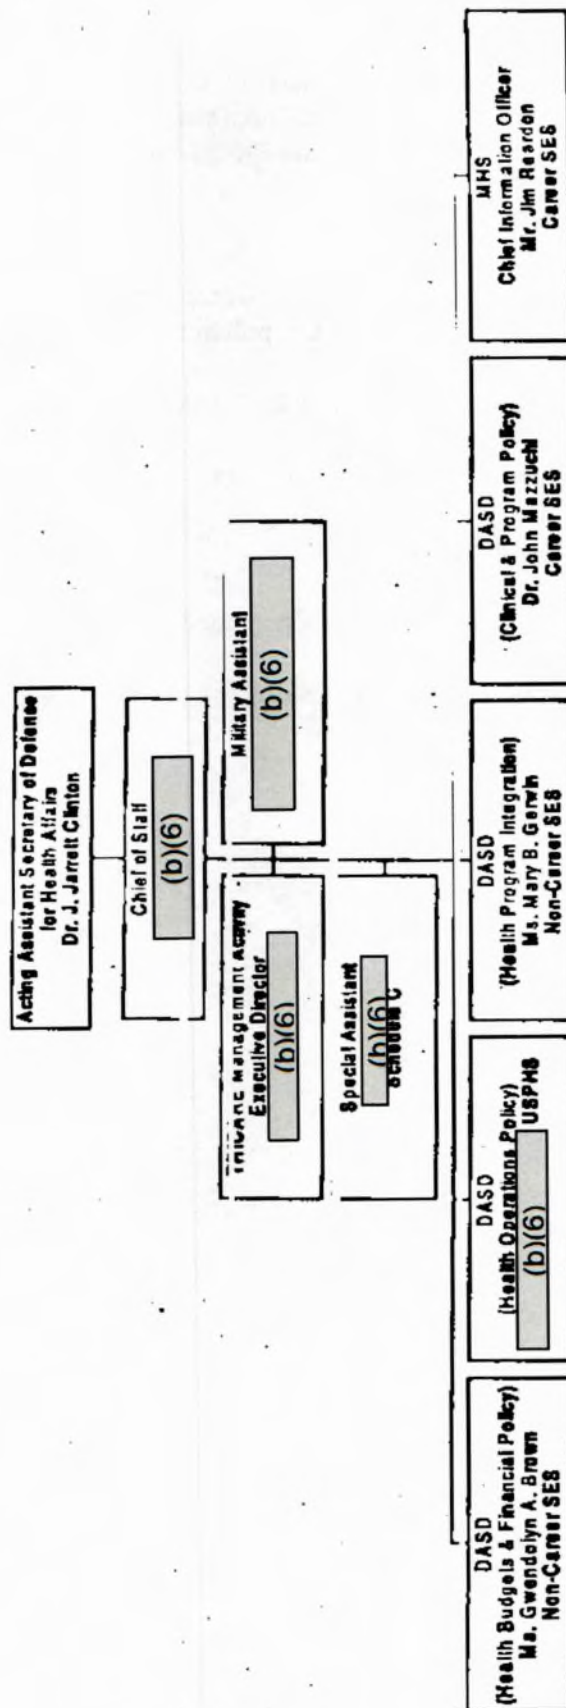 Acting Assistant Secretary of Defense
for Health Affairs
Dr. J. Jarrett Clinton
Chief of Staff
(b)(6)
TRICARE Management Activity
Executive Director
(b)(6)
Military Assistant
(b)(6)
Special Assistant
(b)(6)
Schedule C
DASD
(Health Budgets & Financial Policy)
Ms. Gwendolyn A. Brown
Non-Career SES
DASD
(Health Operations Policy)
(b)(6) USPHS
DASD
(Health Program Integration)
Ms. Mary B. Gerwin
Non-Career SES
DASD
(Clinical & Program Policy)
Dr. John Mazzuchi
Career SES
MHS
Chief Information Officer
Mr. Jim Reardon
Career SES